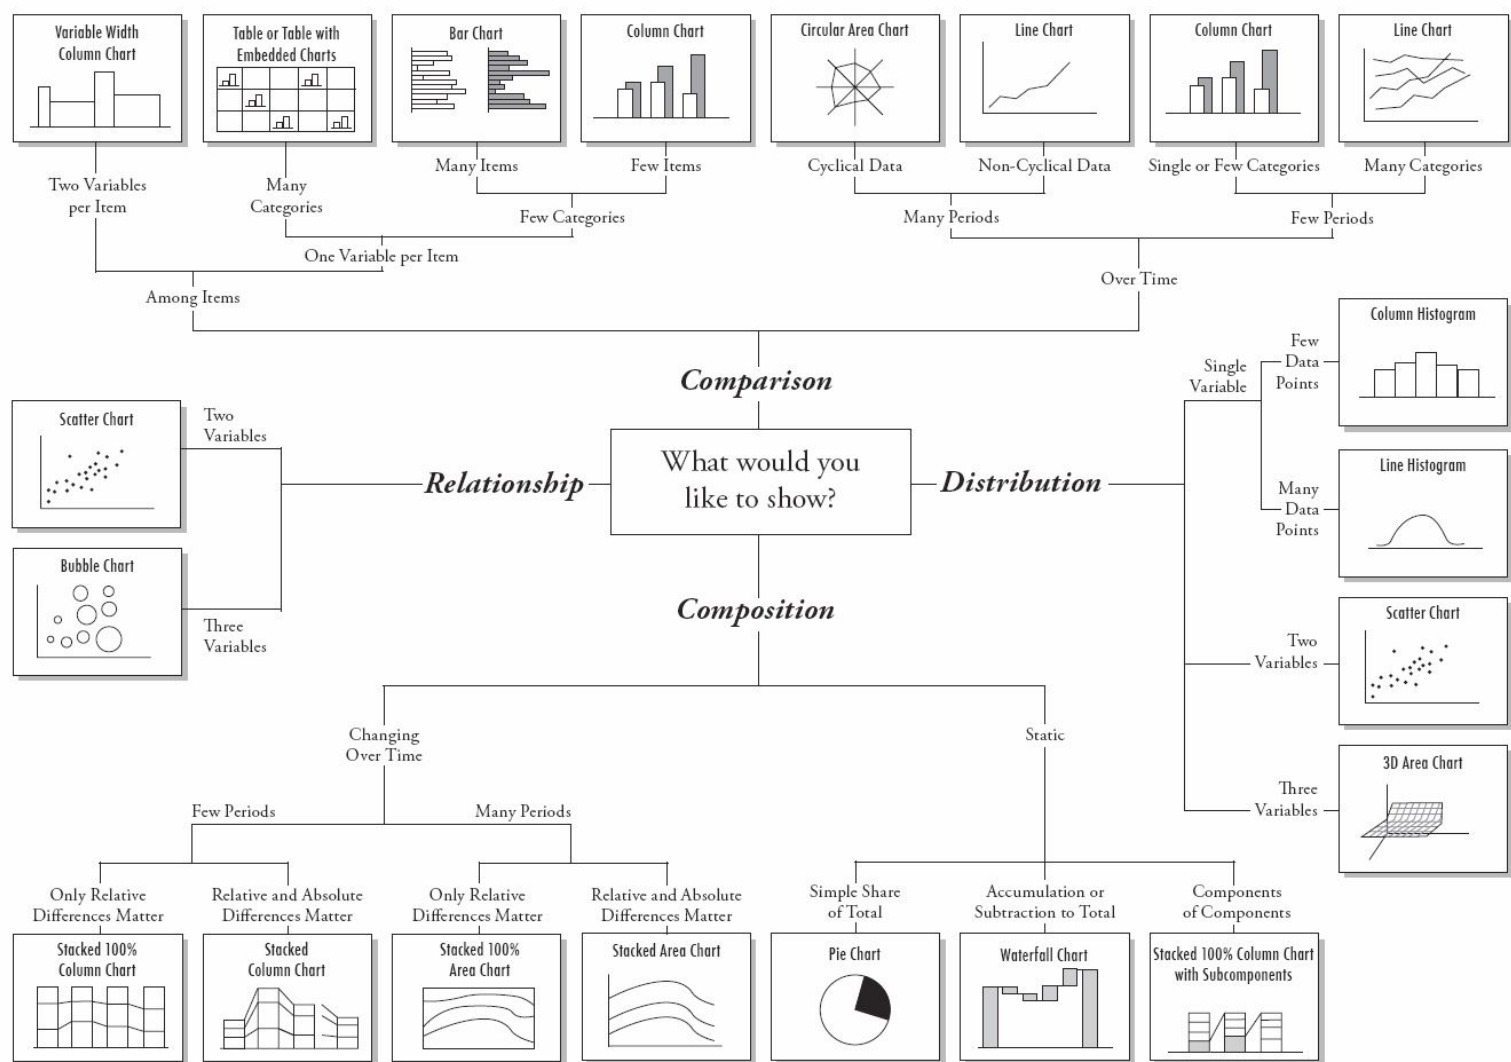 Variable Width
Column Chart
Table or Table with
Embedded Charts
Bar Chart
Column Chart
Circular Area Chart
Line Chart
Column Chart
Line Chart
Two Variables
per Item
Many
Categories
Many Items
Few Items
Cyclical Data
Non-Cyclical Data
Single or Few Categories
Many Categories
Few Categories
Many Periods
Few Periods
One Variable per Item
Over Time
Among Items
Comparison
Relationship
What would you
like to show?
Distribution
Composition
Scatter Chart
Two
Variables
Bubble Chart
Three
Variables
Single
Variable
Few
Data
Points
Column Histogram
Many
Data
Points
Line Histogram
Two
Variables
Scatter Chart
Three
Variables
3D Area Chart
Changing
Over Time
Static
Few Periods
Many Periods
Only Relative
Differences Matter
Relative and Absolute
Differences Matter
Only Relative
Differences Matter
Relative and Absolute
Differences Matter
Simple Share
of Total
Accumulation or
Subtraction to Total
Components
of Components
Stacked 100%
Column Chart
Stacked
Column Chart
Stacked 100%
Area Chart
Stacked Area Chart
Pie Chart
Waterfall Chart
Stacked 100% Column Chart
with Subcomponents